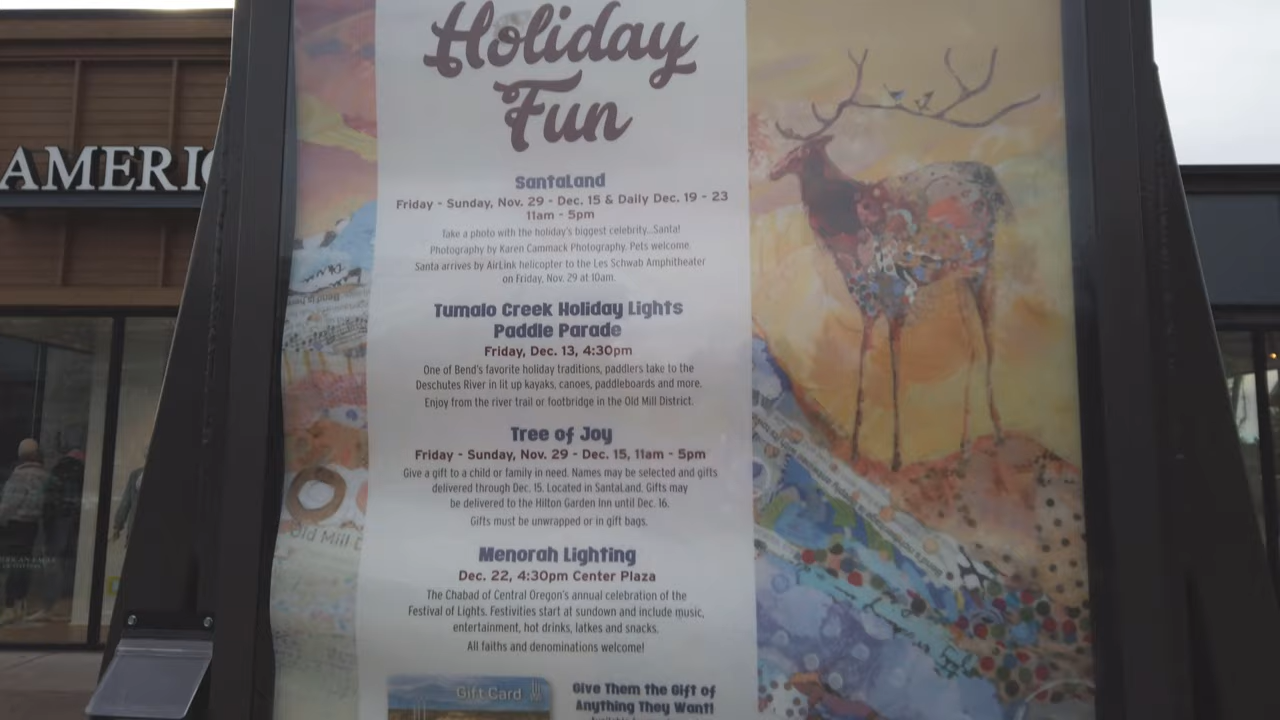 Holiday
Fun
AMERIC
SantaLand
Friday - Sunday, Nov. 29 - Dec. 15 & Daily Dec. 19 - 23
11am - 5pm
Take a photo with the holiday's biggest celebrity...Santa!
Photography by Karen Cammack Photography. Pets welcome.
Santa arrives by AirLink helicopter to the Les Schwab Amphitheater
on Friday, Nov. 29 at 10am.
Tumalo Creek Holiday Lights
Paddle Parade
Friday, Dec. 13, 4:30pm
One of Bend's favorite holiday traditions, paddlers take to the
Deschutes River in lit up kayaks, canoes, paddleboards and more.
Enjoy from the river trail or footbridge in the Old Mill District.
Tree of Joy
Friday - Sunday, Nov. 29 - Dec. 15, 11am - 5pm
Give a gift to a child or family in need. Names may be selected and gifts
delivered through Dec. 15. Located in SantaLand. Gifts may
be delivered to the Hilton Garden Inn until Dec. 16.
Gifts must be unwrapped or in gift bags.
Old Mill
Menorah Lighting
Dec. 22, 4:30pm Center Plaza
The Chabad of Central Oregon's annual celebration of the
Festival of Lights. Festivities start at sundown and include music,
entertainment, hot drinks, latkes and snacks.
All faiths and denominations welcome!
Gift Card
Give Them the Gift of
Anything They Want!